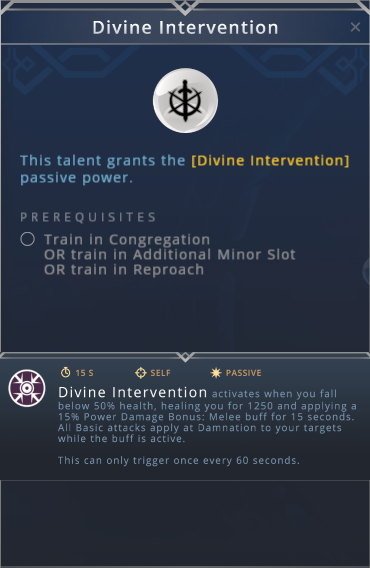 Divine Intervention
This talent grants the [Divine Intervention]
passive power.
PREREQUISITES
Train in Congregation
OR train in Additional Minor Slot
OR train in Reproach
15 S SELF PASSIVE
Divine Intervention activates when you fall
below 50% health, healing you for 1250 and applying a
15% Power Damage Bonus: Melee buff for 15 seconds.
All Basic attacks apply at Damnation to your targets
while the buff is active.
This can only trigger once every 60 seconds.